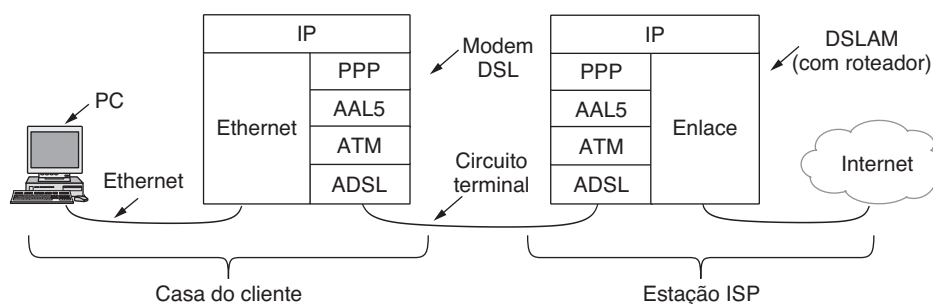 PC
Ethernet
IP
Ethernet
PPP
AAL5
ATM
ADSL
Modem
DSL
Circuito
terminal
IP
PPP
AAL5
ATM
ADSL
Enlace
DSLAM
(com roteador)
Internet
Casa do cliente
Estação ISP